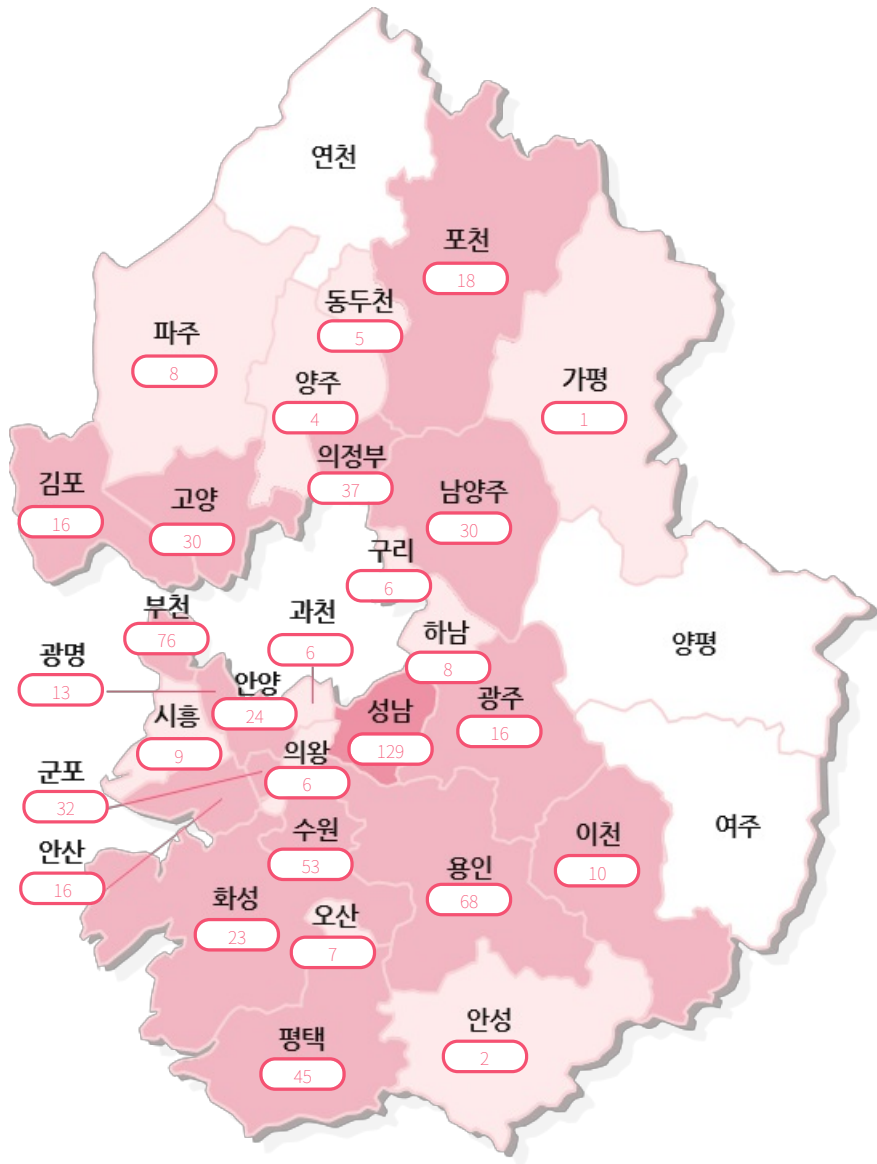 연천
포천
18
동두천
5
파주
8
양주
4
가평
1
의정부
37
김포
16
고양
30
남양주
30
구리
6
부천
76
과천
6
하남
8
양평
광명
13
안양
24
시흥
9
성남
129
광주
16
의왕
6
군포
32
수원
53
이천
10
여주
안산
16
화성
23
오산
7
용인
68
안성
2
평택
45